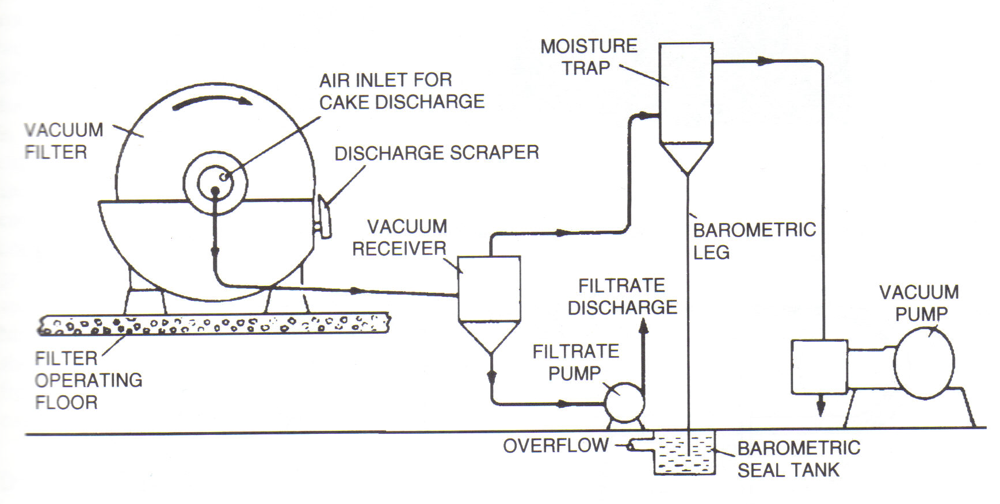 MOISTURE
TRAP
AIR INLET FOR
CAKE DISCHARGE
VACUUM
FILTER
DISCHARGE SCRAPER
VACUUM
RECEIVER
BAROMETRIC
LEG
FILTRATE
DISCHARGE
VACUUM
PUMP
FILTRATE
PUMP
FILTER
OPERATING
FLOOR
OVERFLOW
BAROMETRIC
SEAL TANK